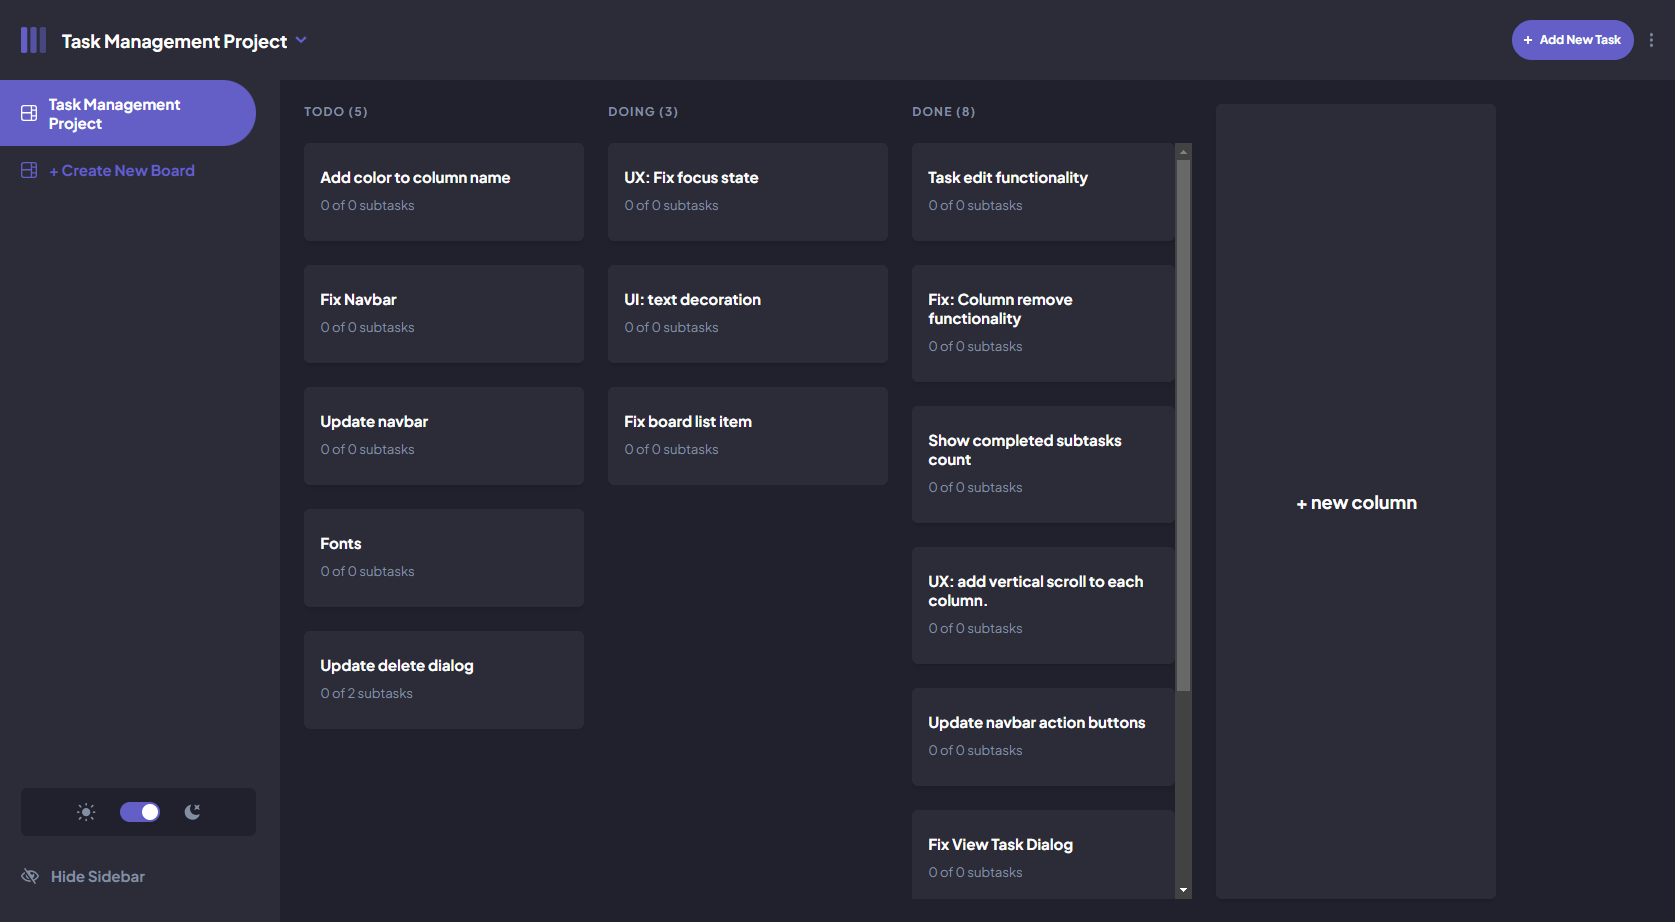 Task Management Project
+ Add New Task
Task Management
Project
+ Create New Board
TODO (5)
Add color to column name
0 of 0 subtasks
Fix Navbar
0 of 0 subtasks
Update navbar
0 of 0 subtasks
Fonts
0 of 0 subtasks
Update delete dialog
0 of 2 subtasks
DOING (3)
UX: Fix focus state
0 of 0 subtasks
UI: text decoration
0 of 0 subtasks
Fix board list item
0 of 0 subtasks
DONE (8)
Task edit functionality
0 of 0 subtasks
Fix: Column remove
functionality
0 of 0 subtasks
Show completed subtasks
count
0 of 0 subtasks
UX: add vertical scroll to each
column.
0 of 0 subtasks
Update navbar action buttons
0 of 0 subtasks
Fix View Task Dialog
0 of 0 subtasks
+ new column
Hide Sidebar